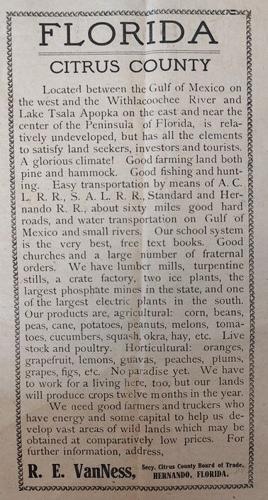 FLORIDA
CITRUS COUNTY
Located between the Gulf of Mexico on
the west and the Withlacoochee River and
Lake Tsala Apopka on the east and near the
center of the Peninsula of Florida, is rela-
tively undeveloped, but has all the elements
to satisfy land seekers, investors and tourists.
A glorious climate! Good farming land both
pine and hammock. Good fishing and hunt-
ing. Easy transportation by means of A. C.
L. R. R., S. A. L. R. R., Standard and Her-
nando R. R., about sixty miles good hard
roads, and water transportation on Gulf of
Mexico and small rivers. Our school system
is the very best, free text books. Good
churches and a large number of fraternal
orders. We have lumber mills, turpentine
stills, a crate factory, two ice plants, the
largest phosphate mines in the state, and one
of the largest electric plants in the south.
Our products are, agricultural: corn, beans,
peas, cane, potatoes, peanuts, melons, toma-
toes, cucumbers, squash, okra, hay, etc. Live
stock and poultry. Horticultural: oranges,
grapefruit, lemons, guavas, peaches, plums,
grapes, figs, etc. No paradise yet. We have
to work for a living here, too, but our lands
will produce crops twelve months in the year.
We need good farmers and truckers who
have energy and some capital to help us de-
velop vast areas of wild lands which may be
obtained at comparatively low prices. For
further information, address,
R. E. VanNess, Secy. Citrus County Board of Trade,
HERNANDO, FLORIDA.